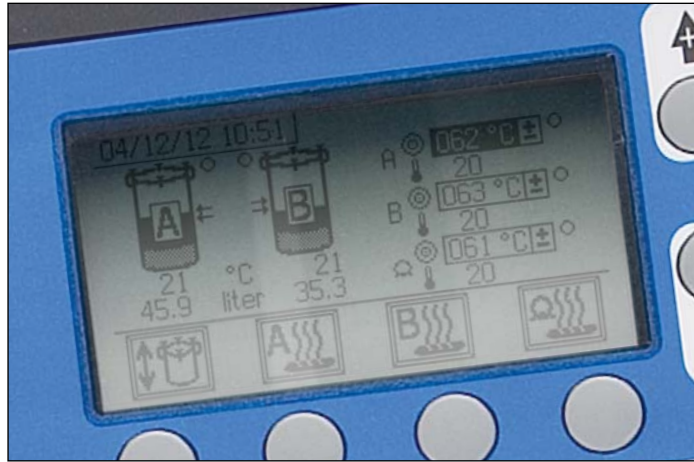 04/12/12 10:51
A
B
21 °C 21
45.9 liter 35.3
A 062 °C ±
20
B 063 °C ±
20
Ω 061 °C ±
20
A
B
Ω
+